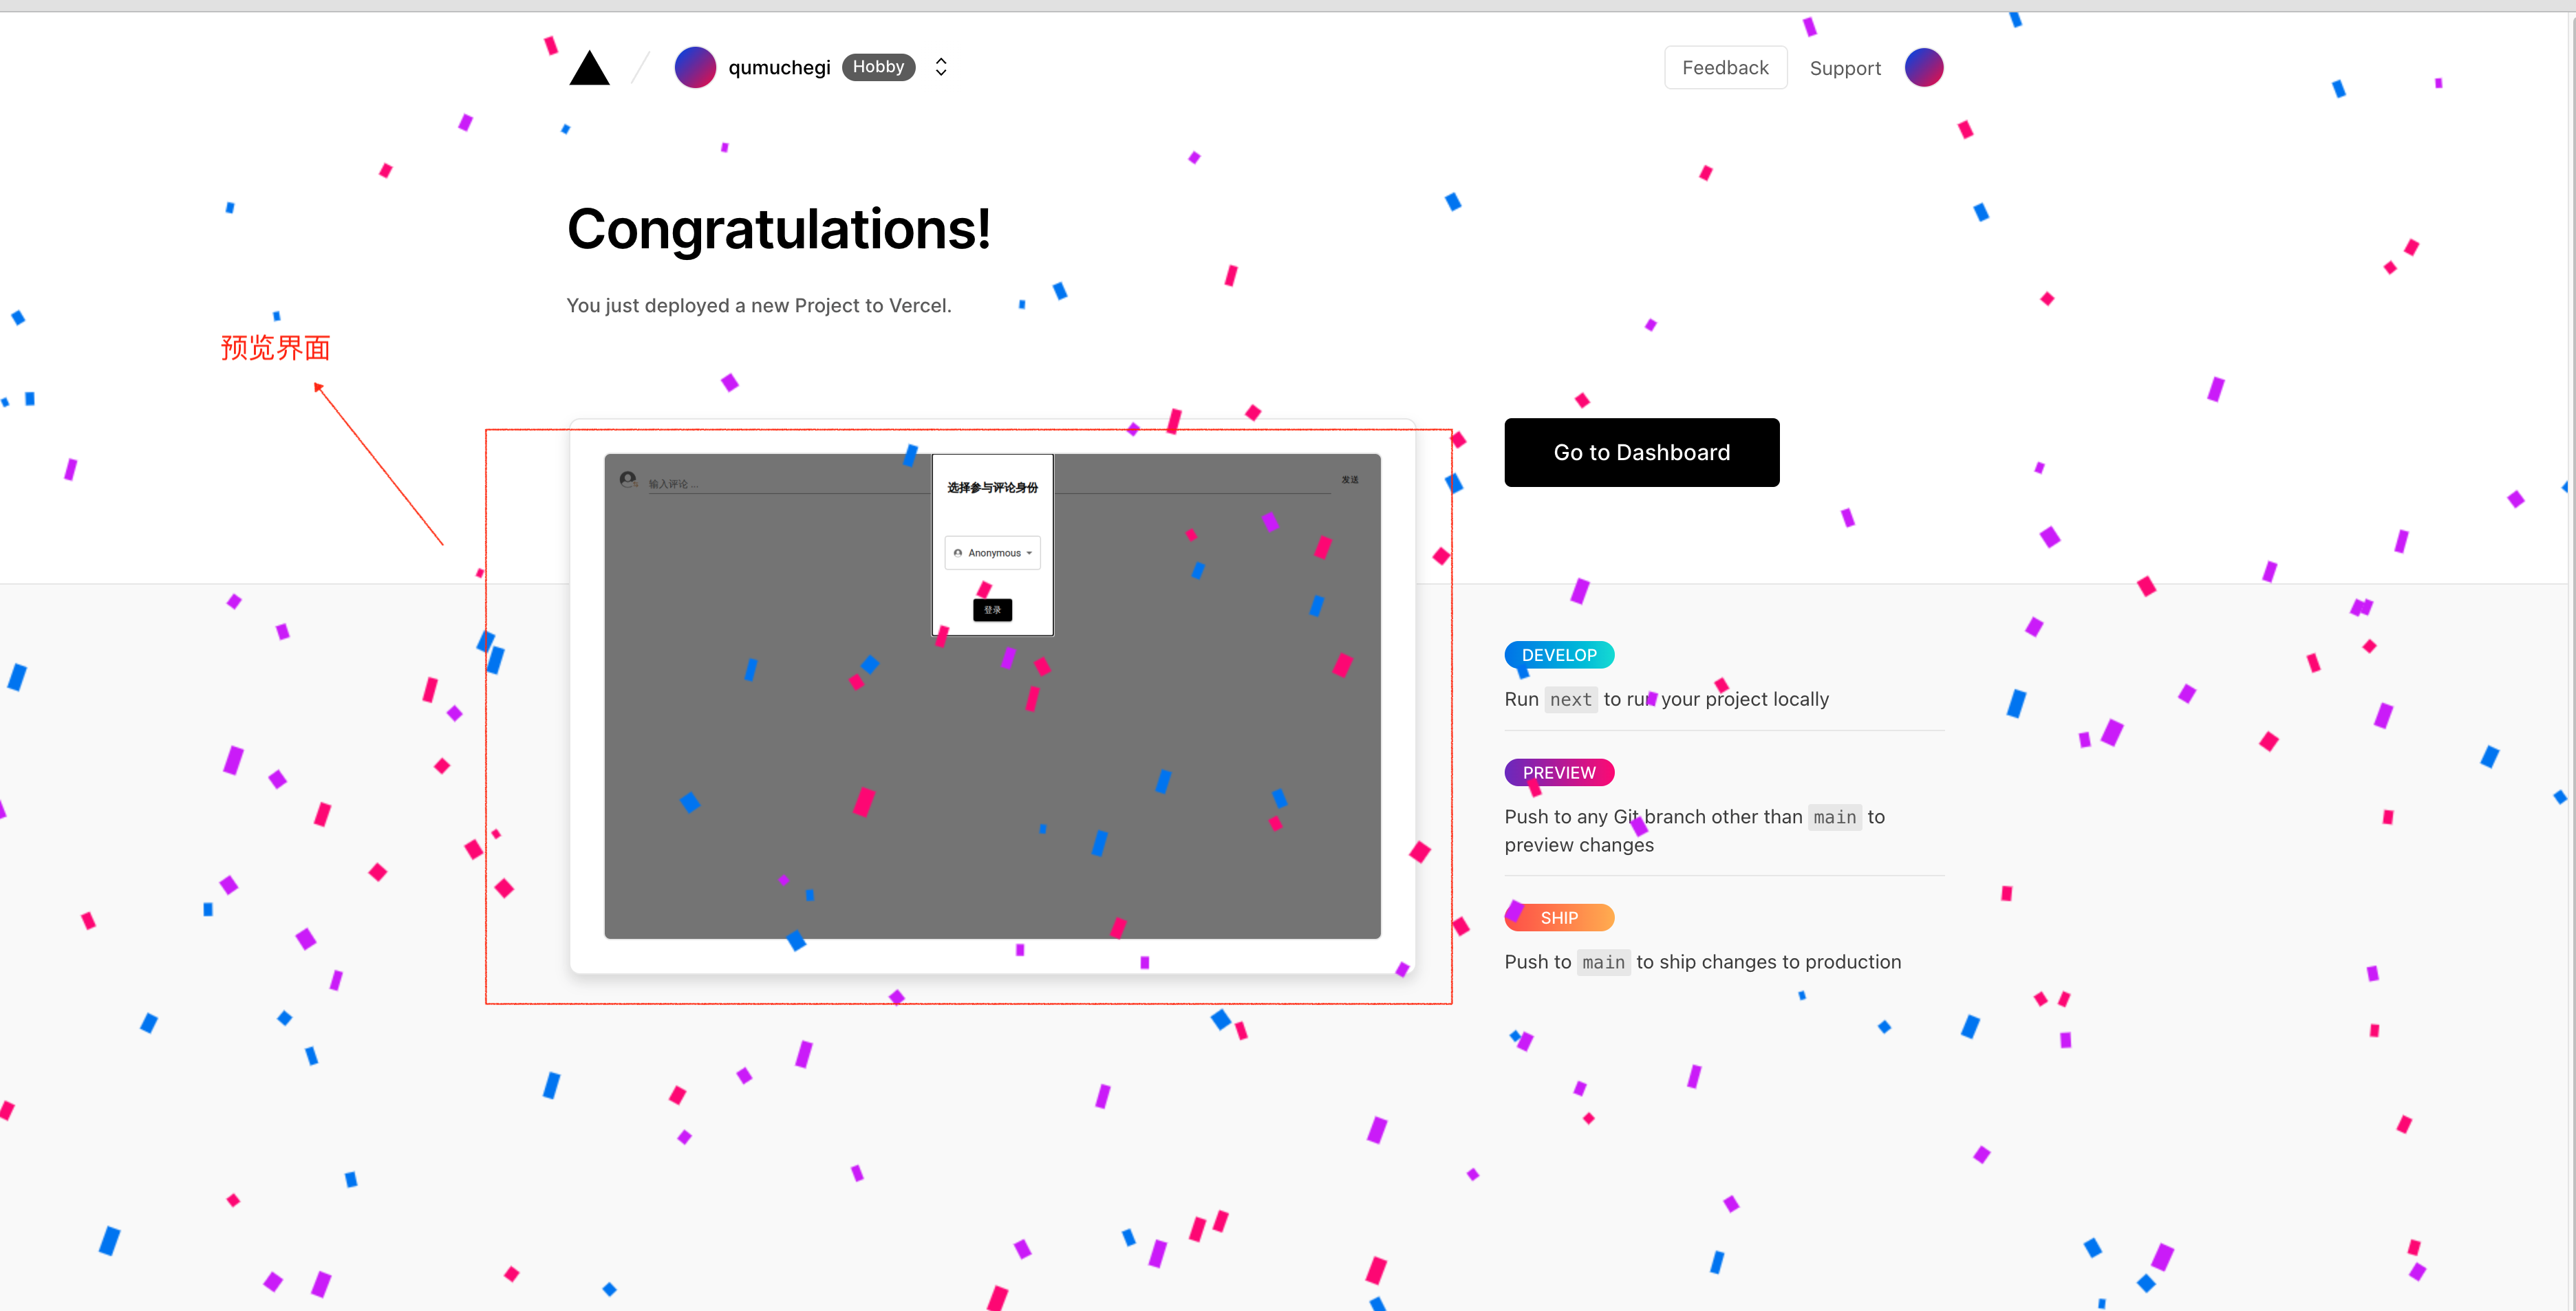 qumuchegi Hobby
Feedback Support
Congratulations!
You just deployed a new Project to Vercel.
预览界面
输入评论 ...
发送
选择参与评论身份
Anonymous
登录
Go to Dashboard
DEVELOP
Run next to run your project locally
PREVIEW
Push to any Git branch other than main to
preview changes
SHIP
Push to main to ship changes to production